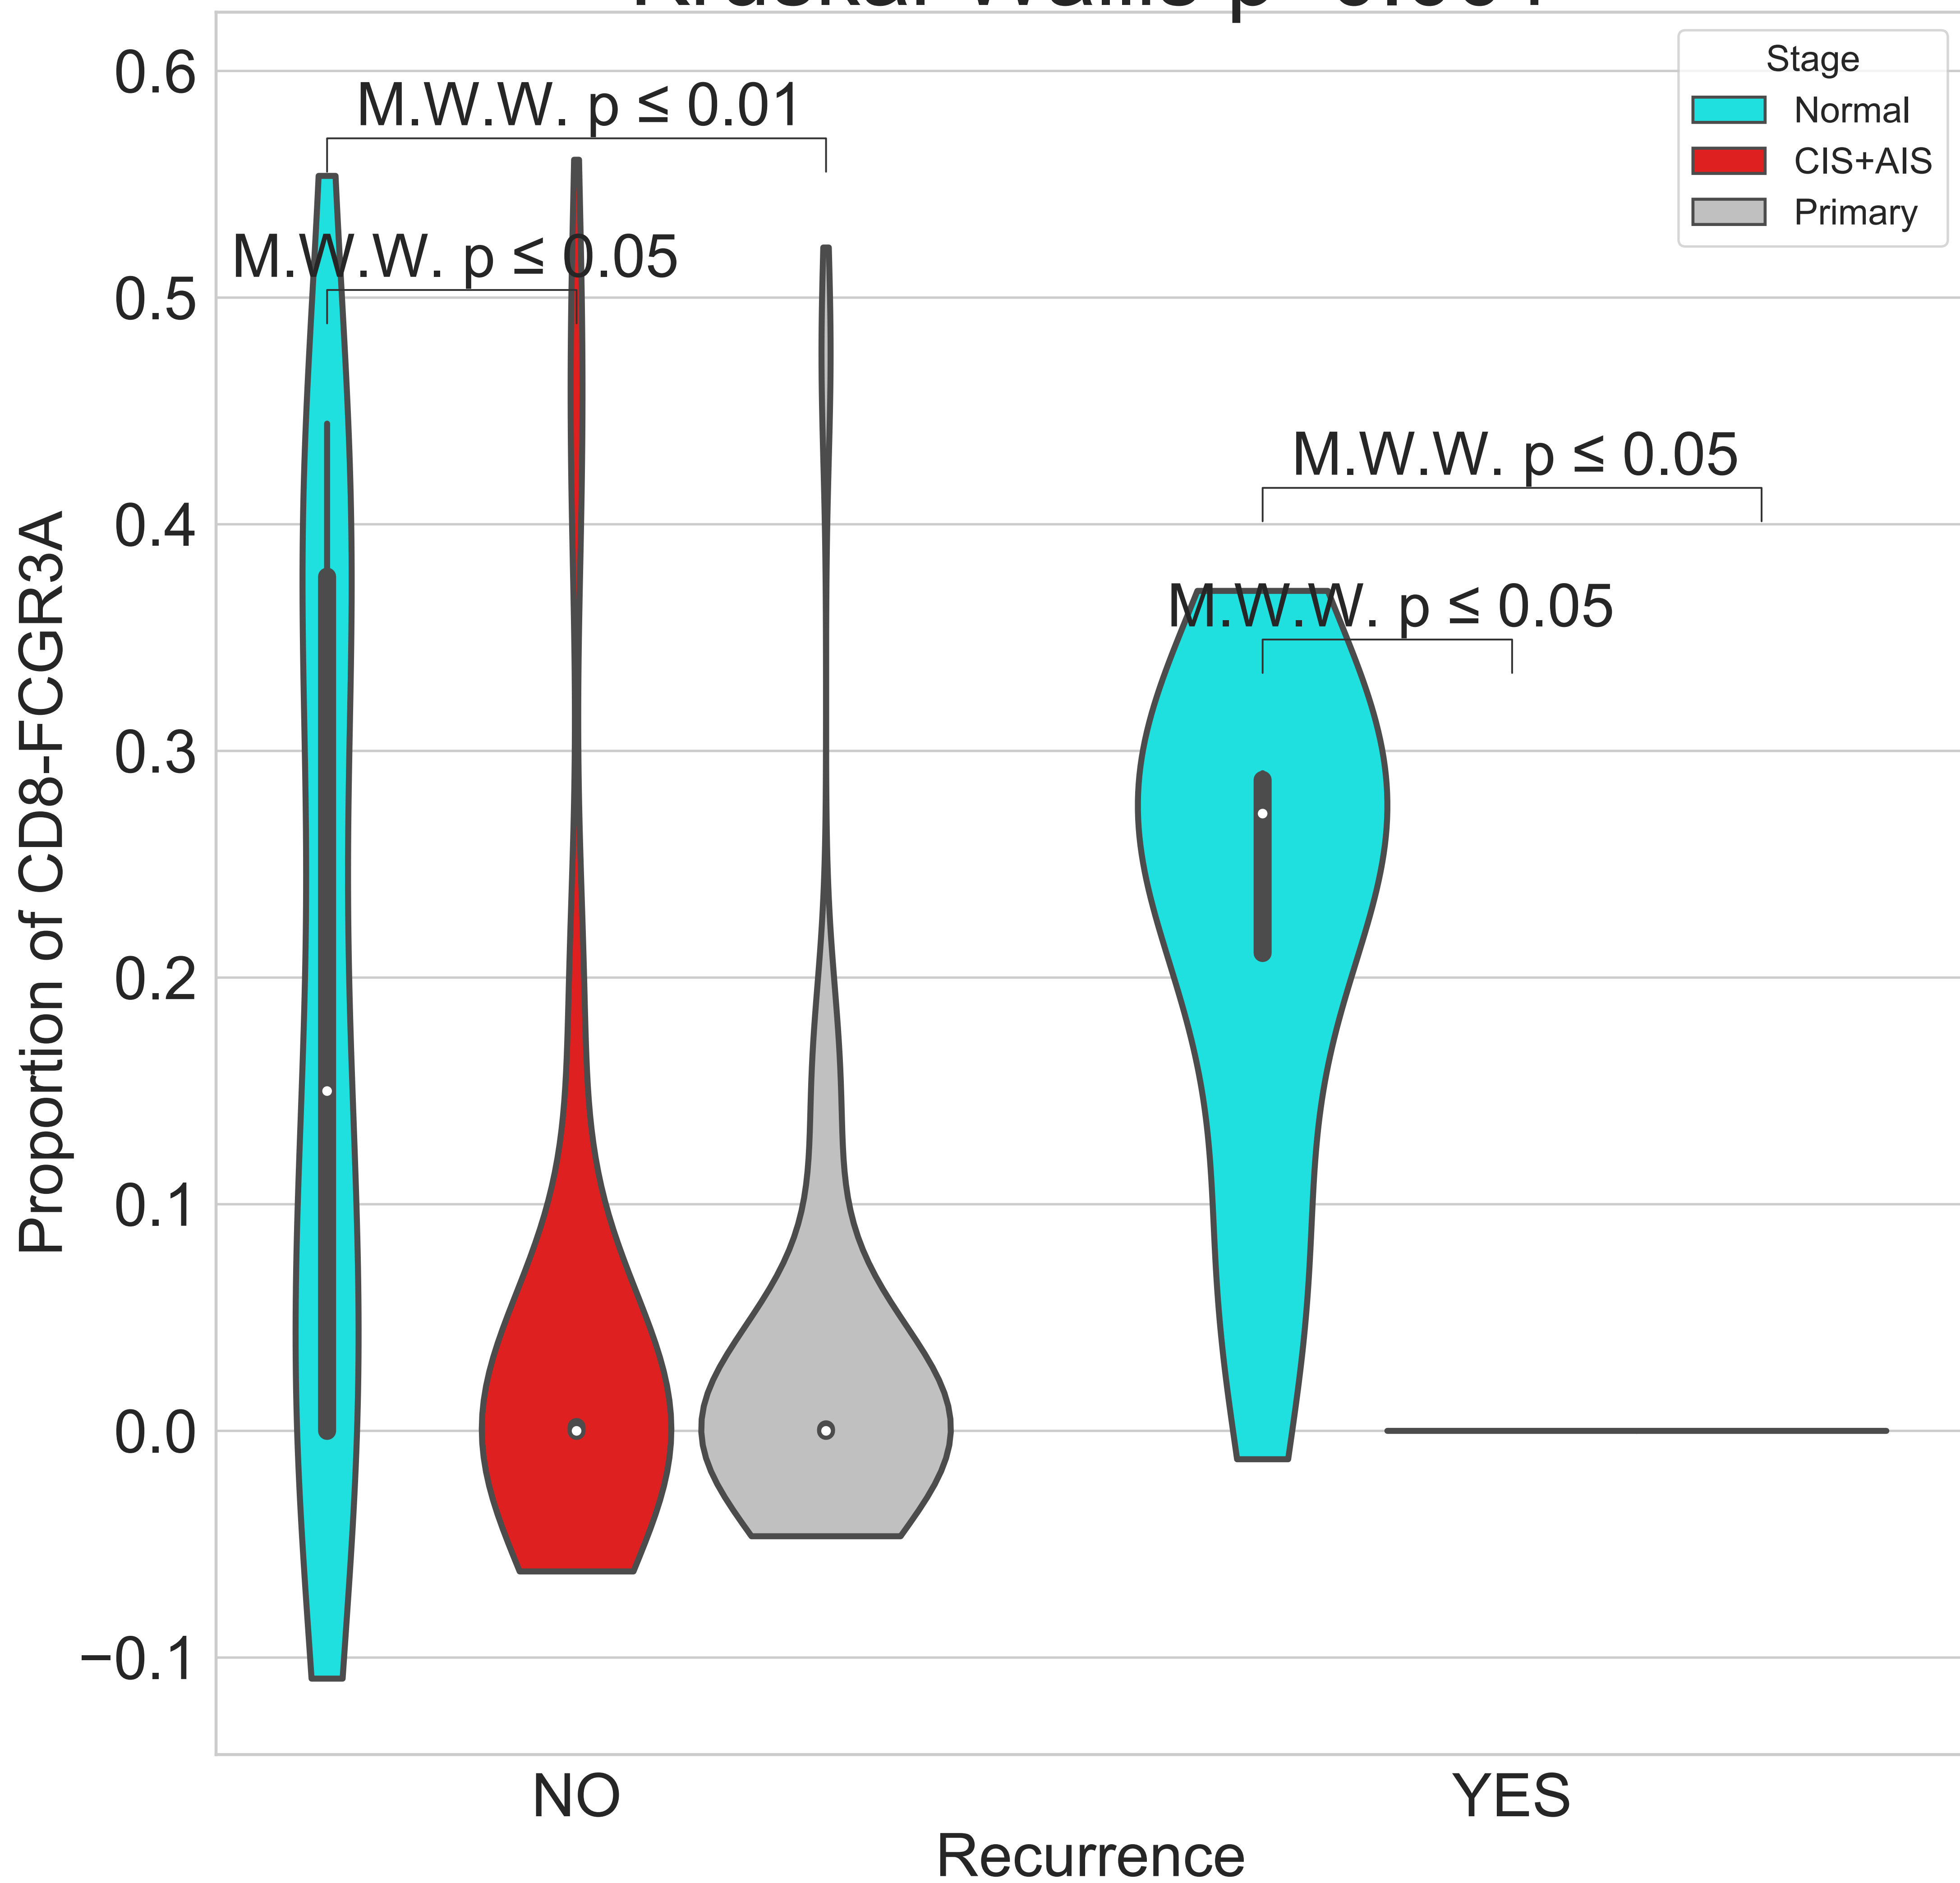 Stage
Normal
CIS+AIS
Primary
0.6
0.5
0.4
0.3
0.2
0.1
0.0
−0.1
Proportion of CD8-FCGR3A
M.W.W. p ≤ 0.01
M.W.W. p ≤ 0.05
M.W.W. p ≤ 0.05
M.W.W. p ≤ 0.05
NO
YES
Recurrence